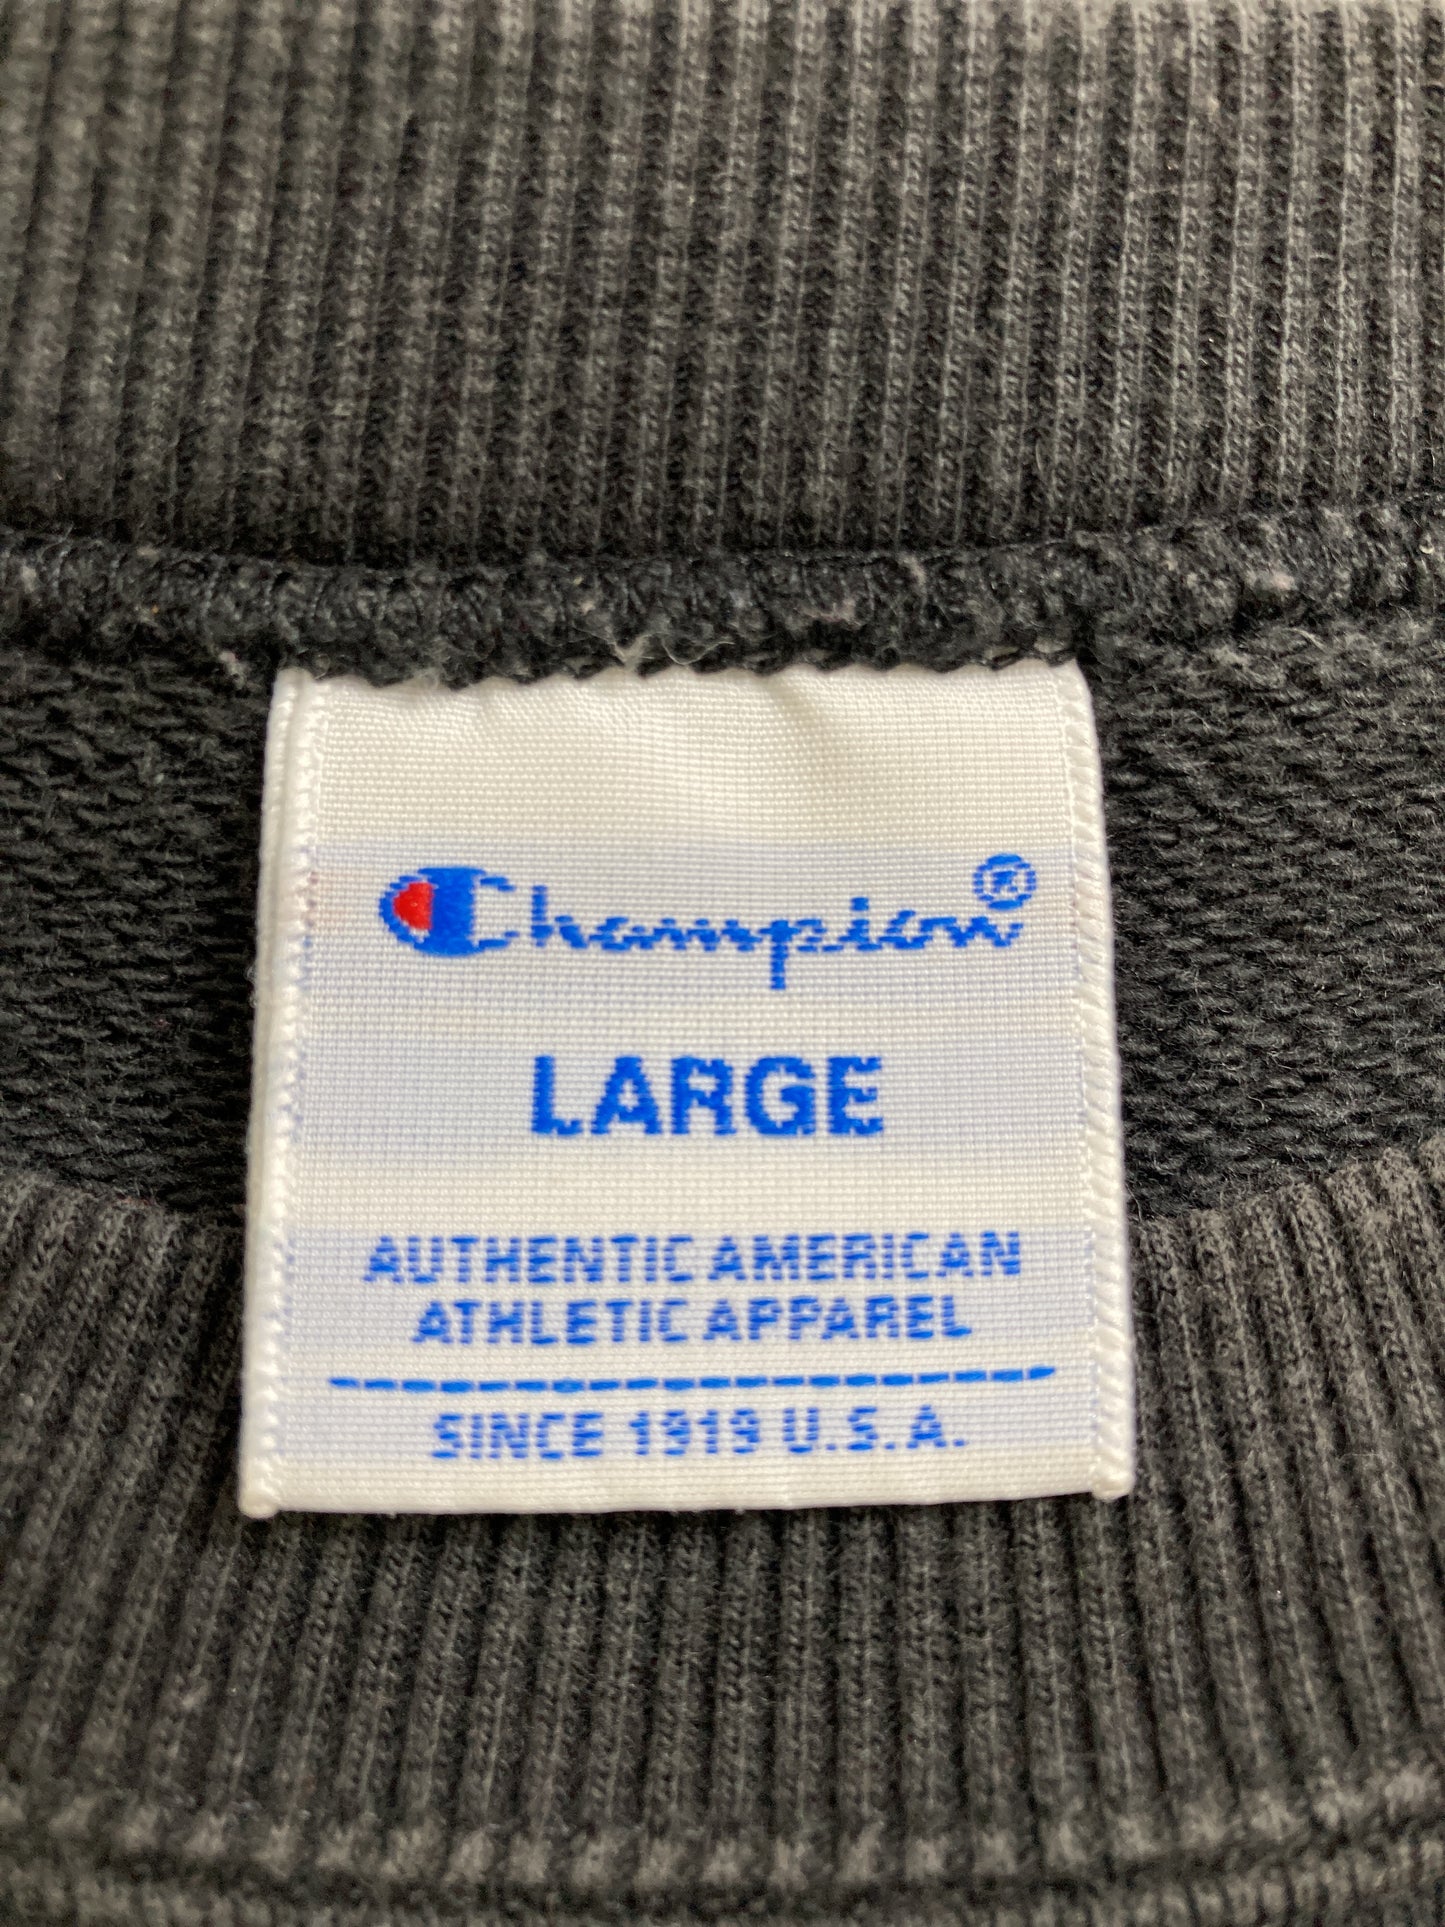 Champion®
LARGE
AUTHENTIC AMERICAN
ATHLETIC APPAREL
SINCE 1919 U.S.A.